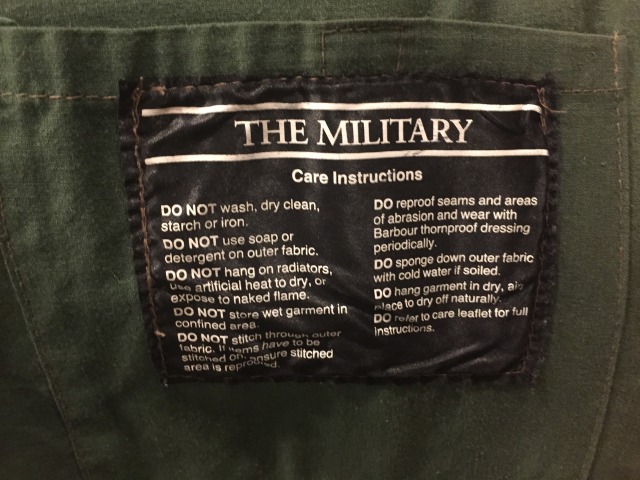 THE MILITARY
Care Instructions
DO NOT wash, dry clean,
starch or iron.
DO NOT use soap or
detergent on outer fabric.
DO NOT hang on radiators,
use artificial heat to dry, or
expose to naked flame.
DO NOT store wet garment in
confined area.
DO NOT stitch through outer
fabric. If items have to be
stitched on, ensure stitched
area is reproofed.
DO reproof seams and areas
of abrasion and wear with
Barbour thornproof dressing
periodically.
DO sponge down outer fabric
with cold water if soiled.
DO hang garment in dry, airy
place to dry off naturally.
DO refer to care leaflet for full
instructions.